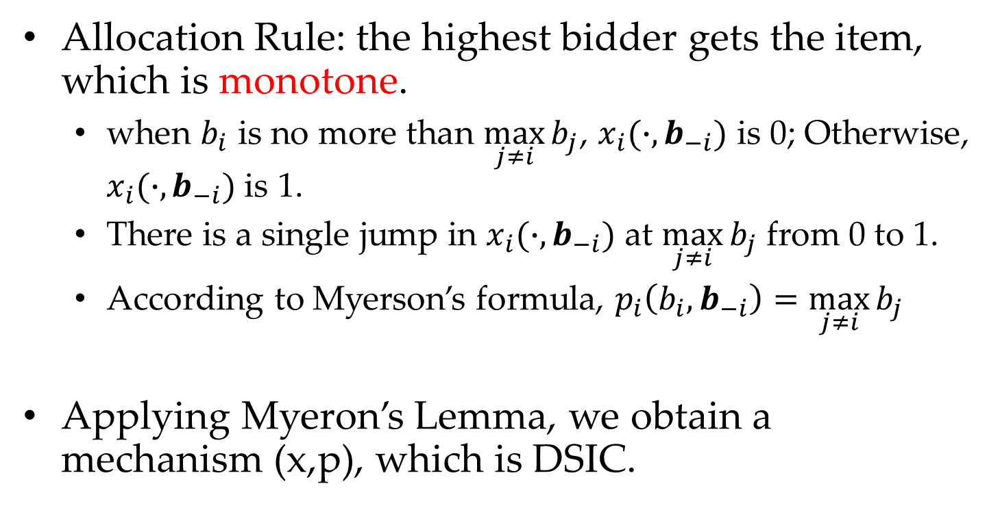 • Allocation Rule: the highest bidder gets the item,
which is monotone.
• when $b_i$ is no more than $\max_{j \neq i} b_j$, $x_i(\cdot, \boldsymbol{b}_{-i})$ is 0; Otherwise,
$x_i(\cdot, \boldsymbol{b}_{-i})$ is 1.
• There is a single jump in $x_i(\cdot, \boldsymbol{b}_{-i})$ at $\max_{j \neq i} b_j$ from 0 to 1.
• According to Myerson’s formula, $p_i(b_i, \boldsymbol{b}_{-i}) = \max_{j \neq i} b_j$
• Applying Myeron’s Lemma, we obtain a
mechanism (x,p), which is DSIC.